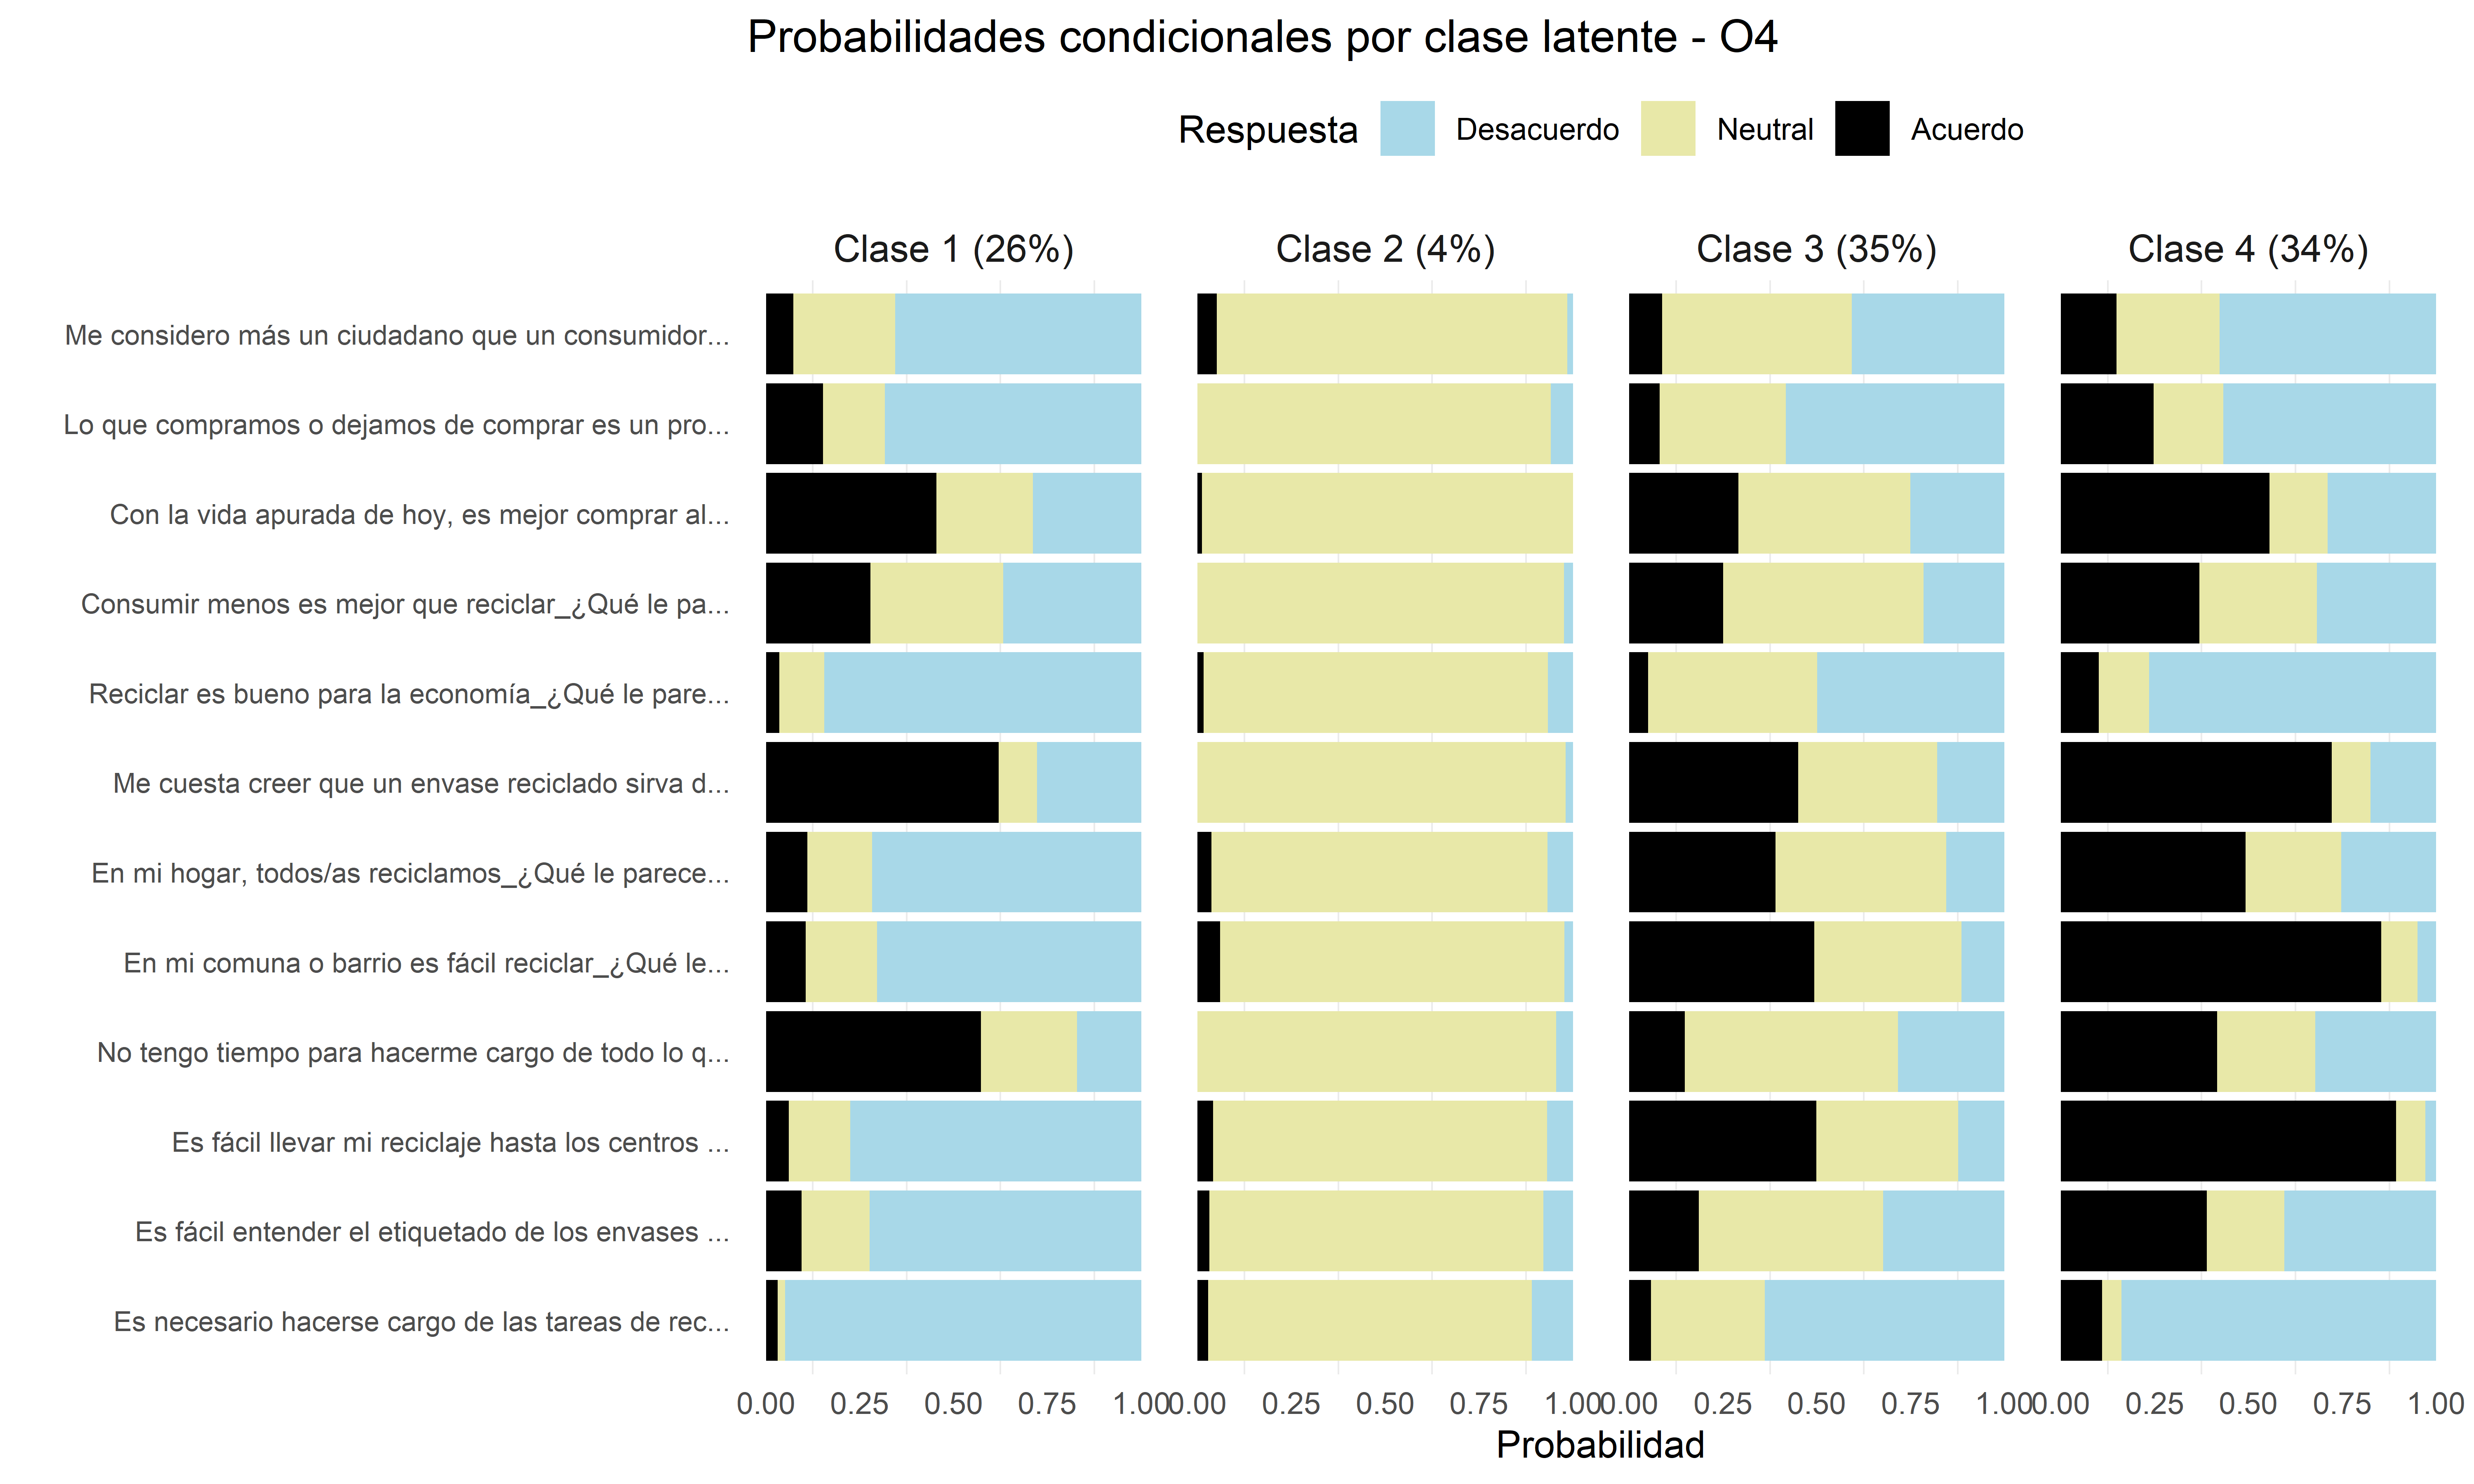 Probabilidades condicionales por clase latente - O4
Respuesta Desacuerdo Neutral Acuerdo
Clase 1 (26%) Clase 2 (4%) Clase 3 (35%) Clase 4 (34%)
Me considero más un ciudadano que un consumidor...
Lo que compramos o dejamos de comprar es un pro...
Con la vida apurada de hoy, es mejor comprar al...
Consumir menos es mejor que reciclar_¿Qué le pa...
Reciclar es bueno para la economía_¿Qué le pare...
Me cuesta creer que un envase reciclado sirva d...
En mi hogar, todos/as reciclamos_¿Qué le parece...
En mi comuna o barrio es fácil reciclar_¿Qué le...
No tengo tiempo para hacerme cargo de todo lo q...
Es fácil llevar mi reciclaje hasta los centros ...
Es fácil entender el etiquetado de los envases ...
Es necesario hacerse cargo de las tareas de rec...
0.00 0.25 0.50 0.75 1.00 0.00 0.25 0.50 0.75 1.00 0.00 0.25 0.50 0.75 1.00 0.00 0.25 0.50 0.75 1.00
Probabilidad